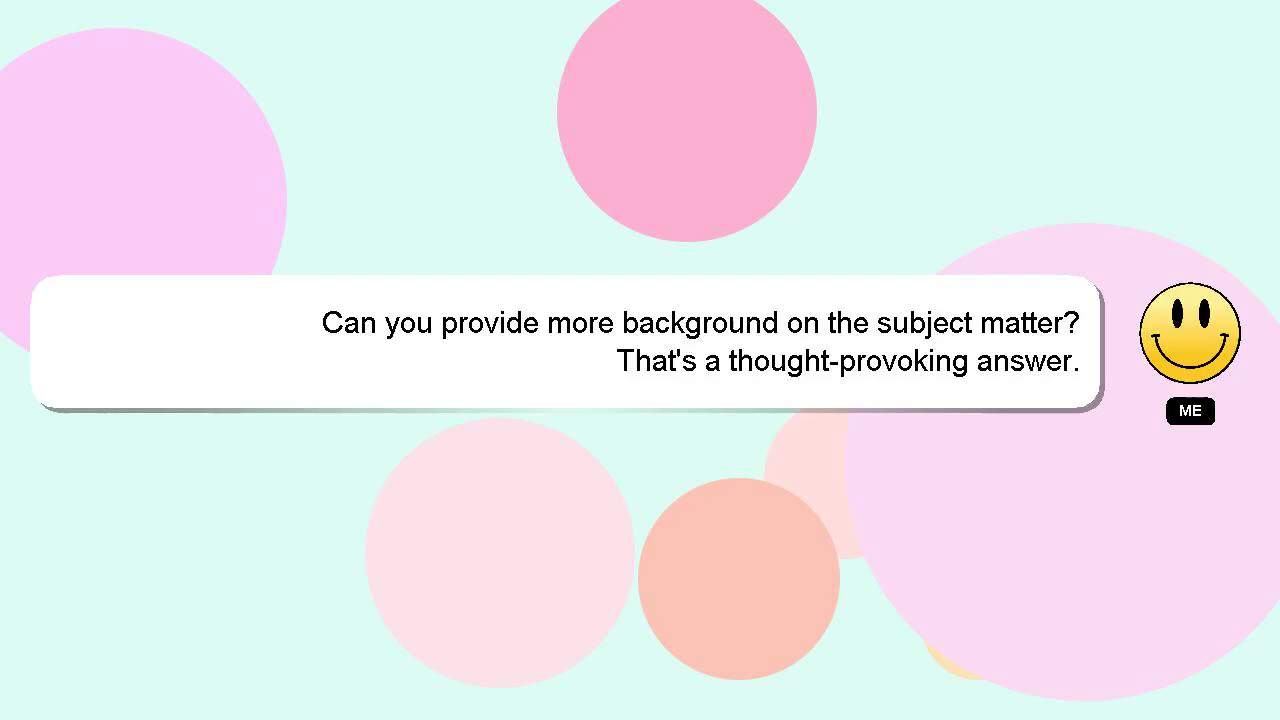 Can you provide more background on the subject matter?
That's a thought-provoking answer.
ME